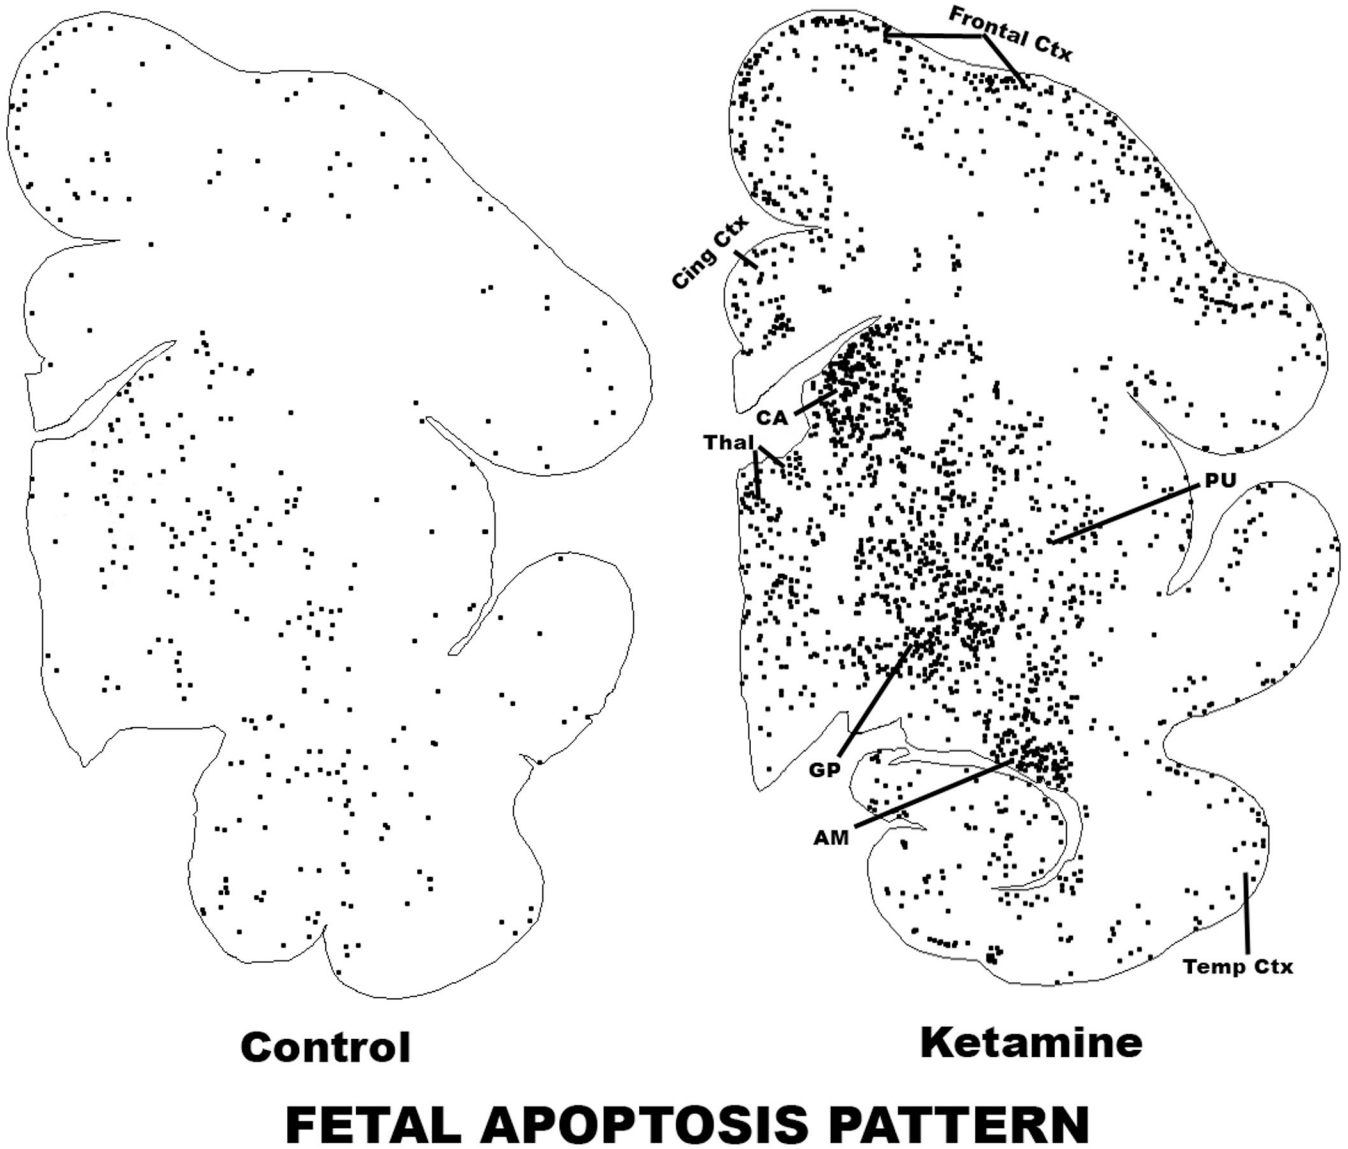 Frontal Ctx
Cing Ctx
CA
Thal
PU
GP
AM
Temp Ctx
Control
Ketamine
FETAL APOPTOSIS PATTERN